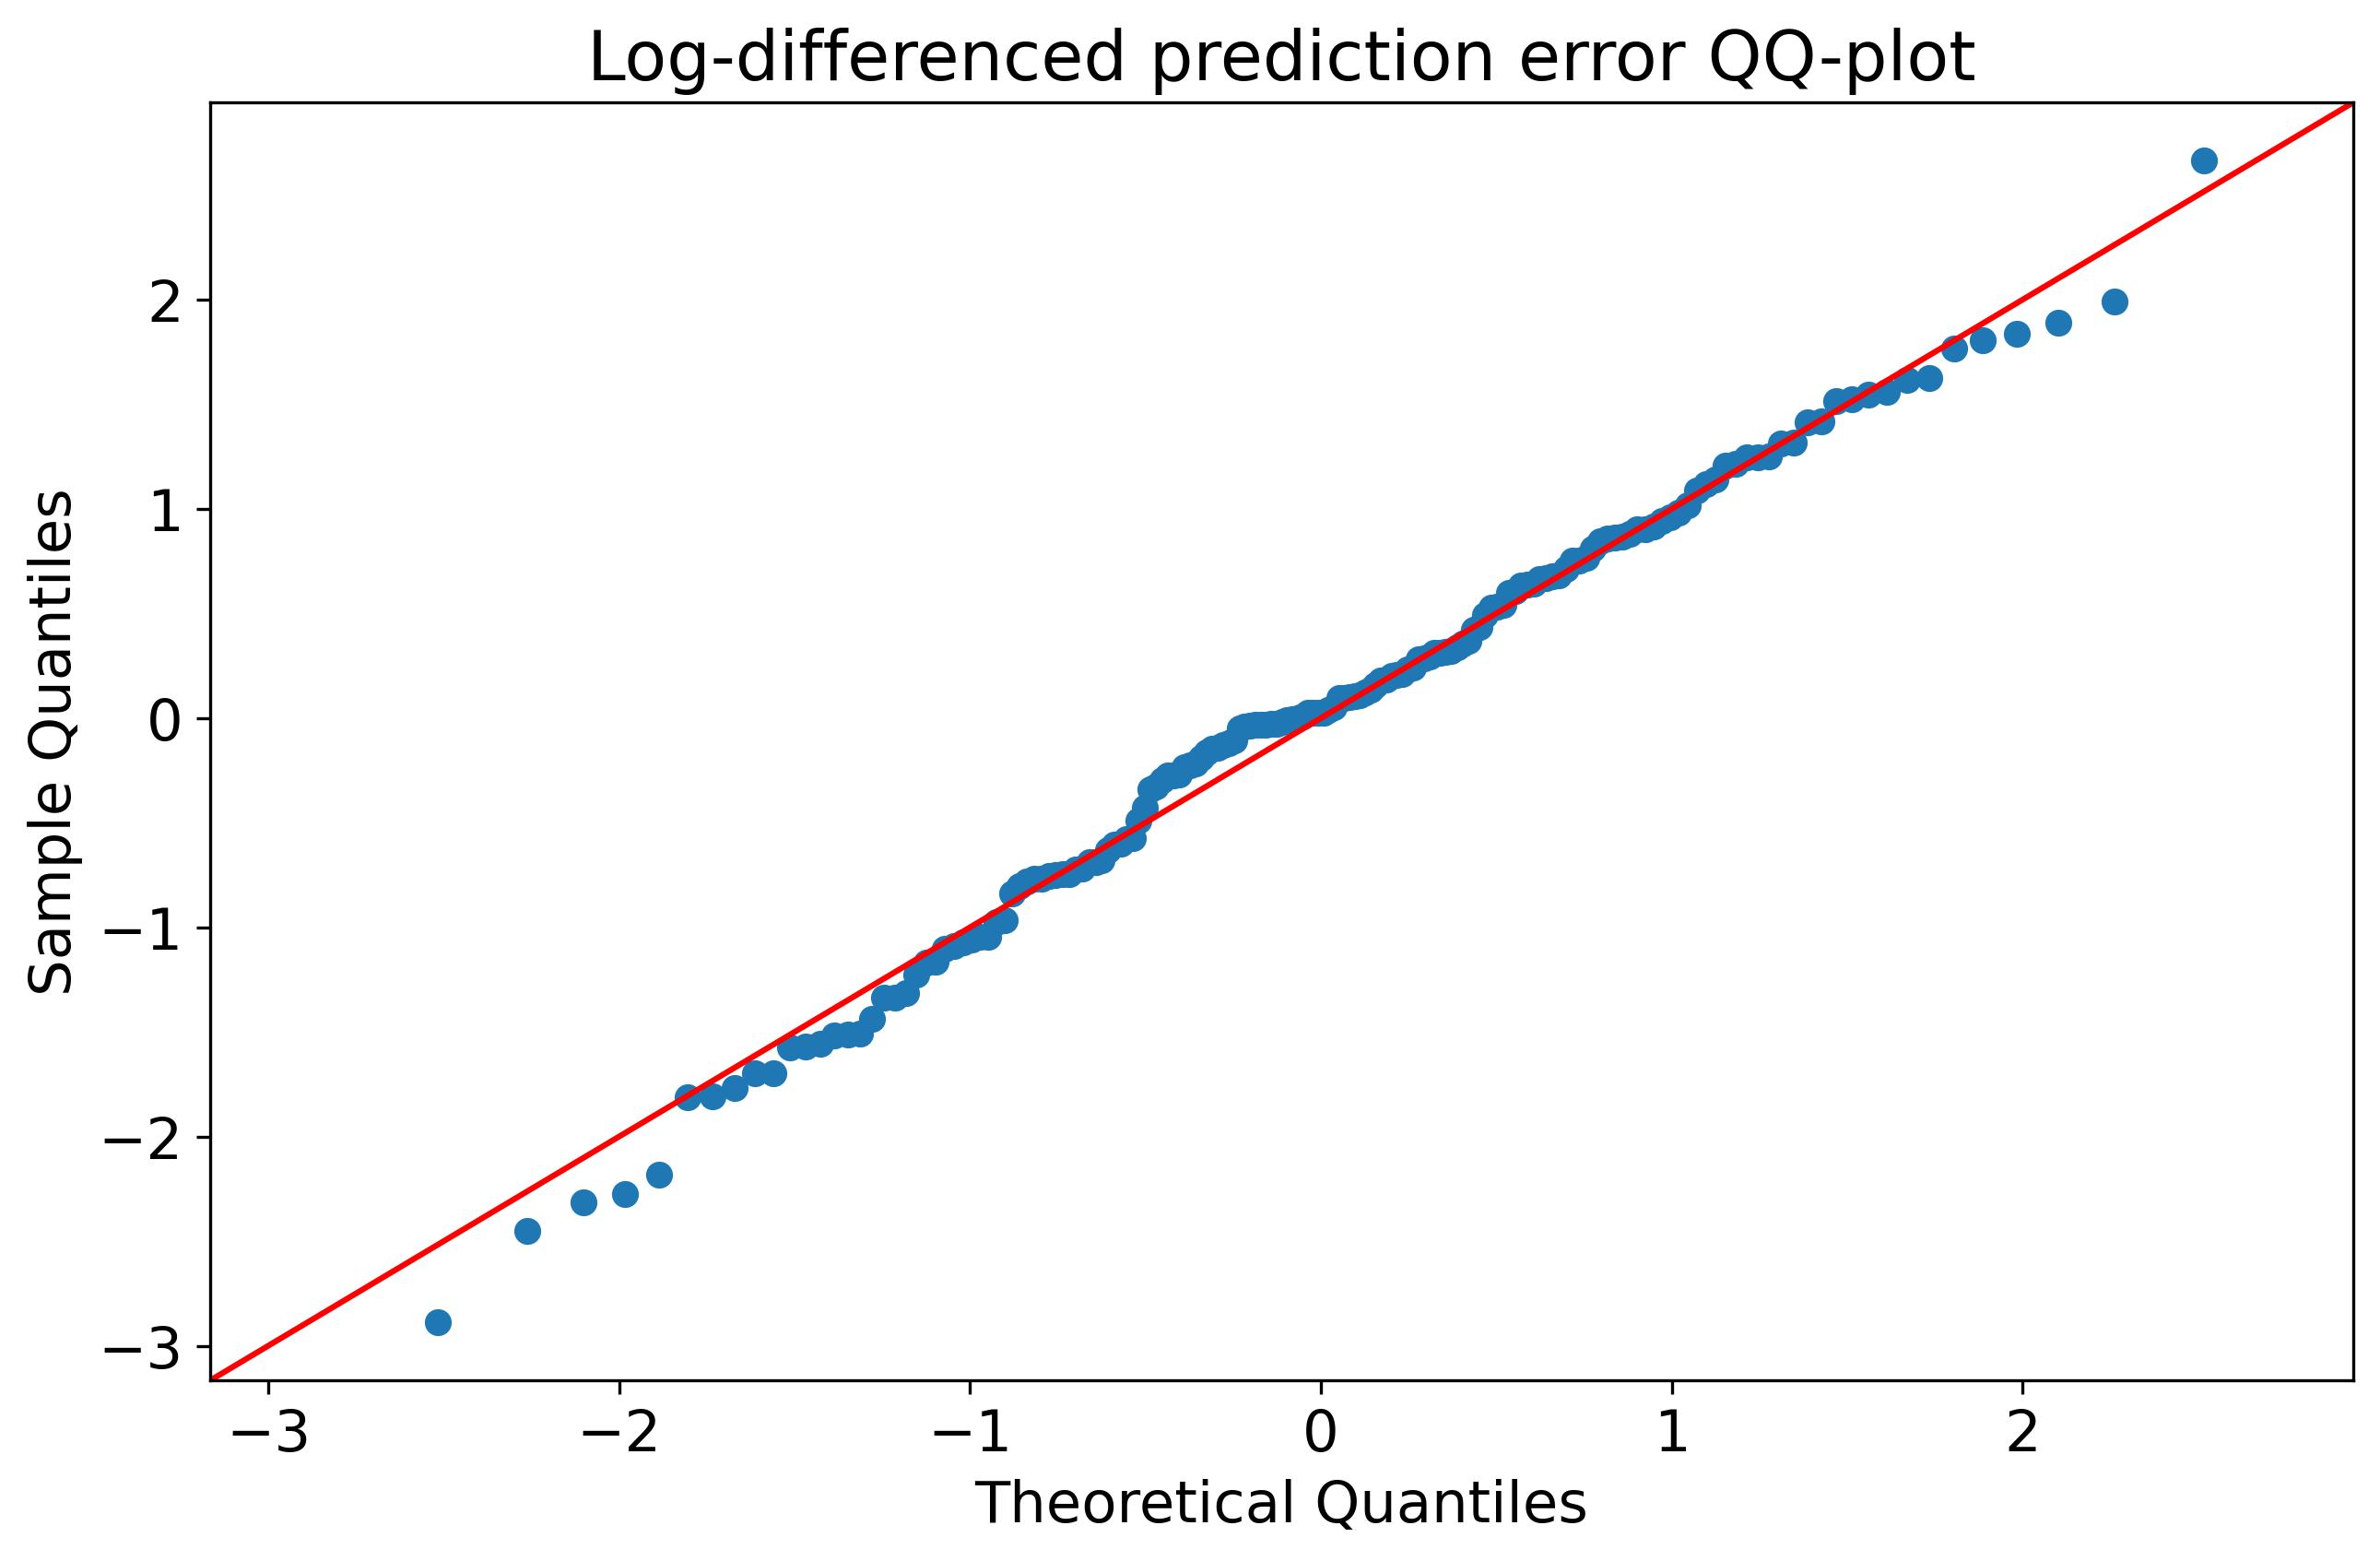 Log-differenced prediction error QQ-plot
Sample Quantiles
2
1
0
−1
−2
−3
−3 −2 −1 0 1 2
Theoretical Quantiles